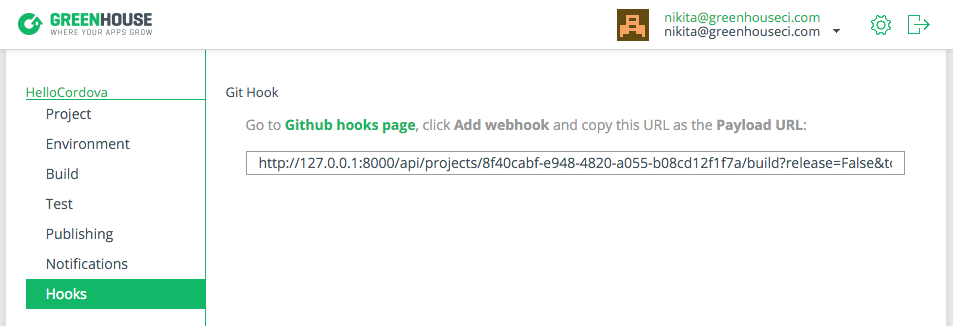 GREENHOUSE
WHERE YOUR APPS GROW
nikita@greenhouseci.com
nikita@greenhouseci.com
HelloCordova
Project
Environment
Build
Test
Publishing
Notifications
Hooks
Git Hook
Go to Github hooks page, click Add webhook and copy this URL as the Payload URL:
http://127.0.0.1:8000/api/projects/8f40cabf-e948-4820-a055-b08cd12f1f7a/build?release=False&to